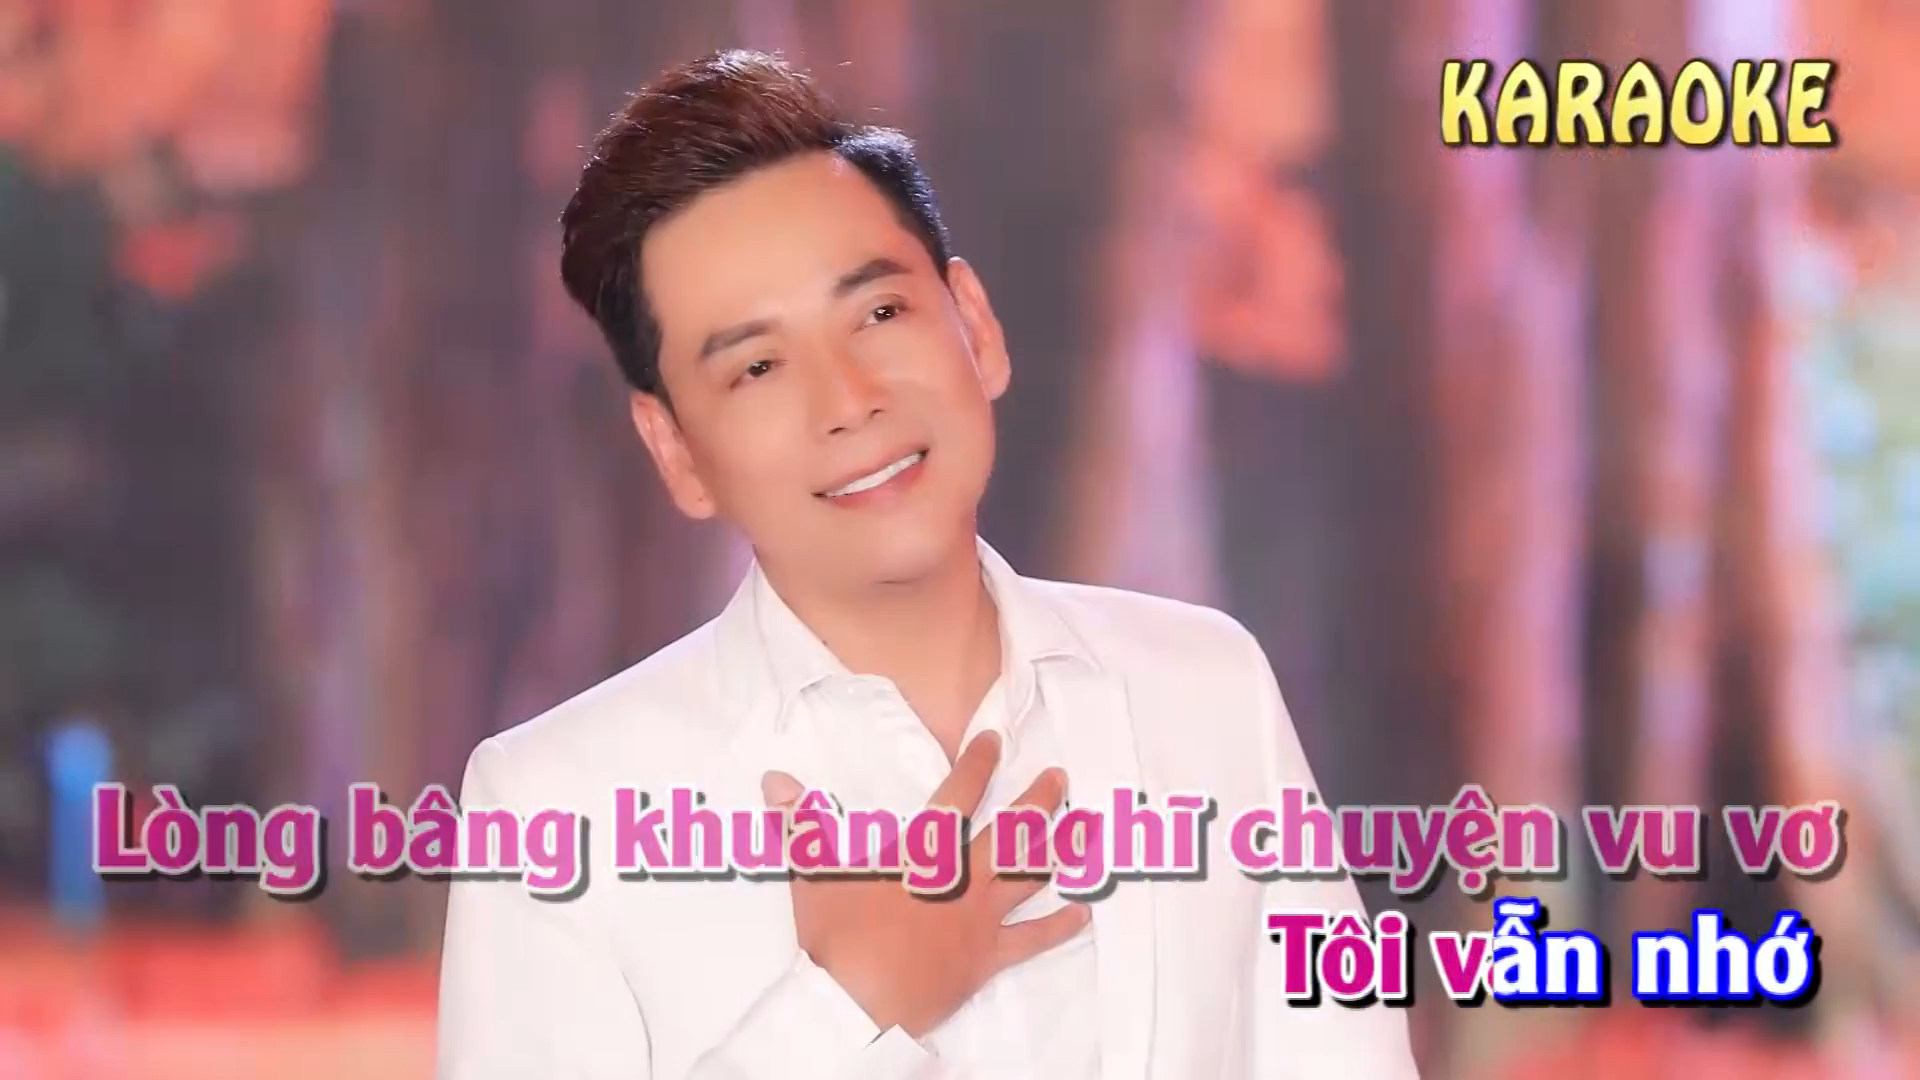 KARAOKE
Lòng bâng khuâng nghĩ chuyện vu vơ
Tôi vẫn nhớ